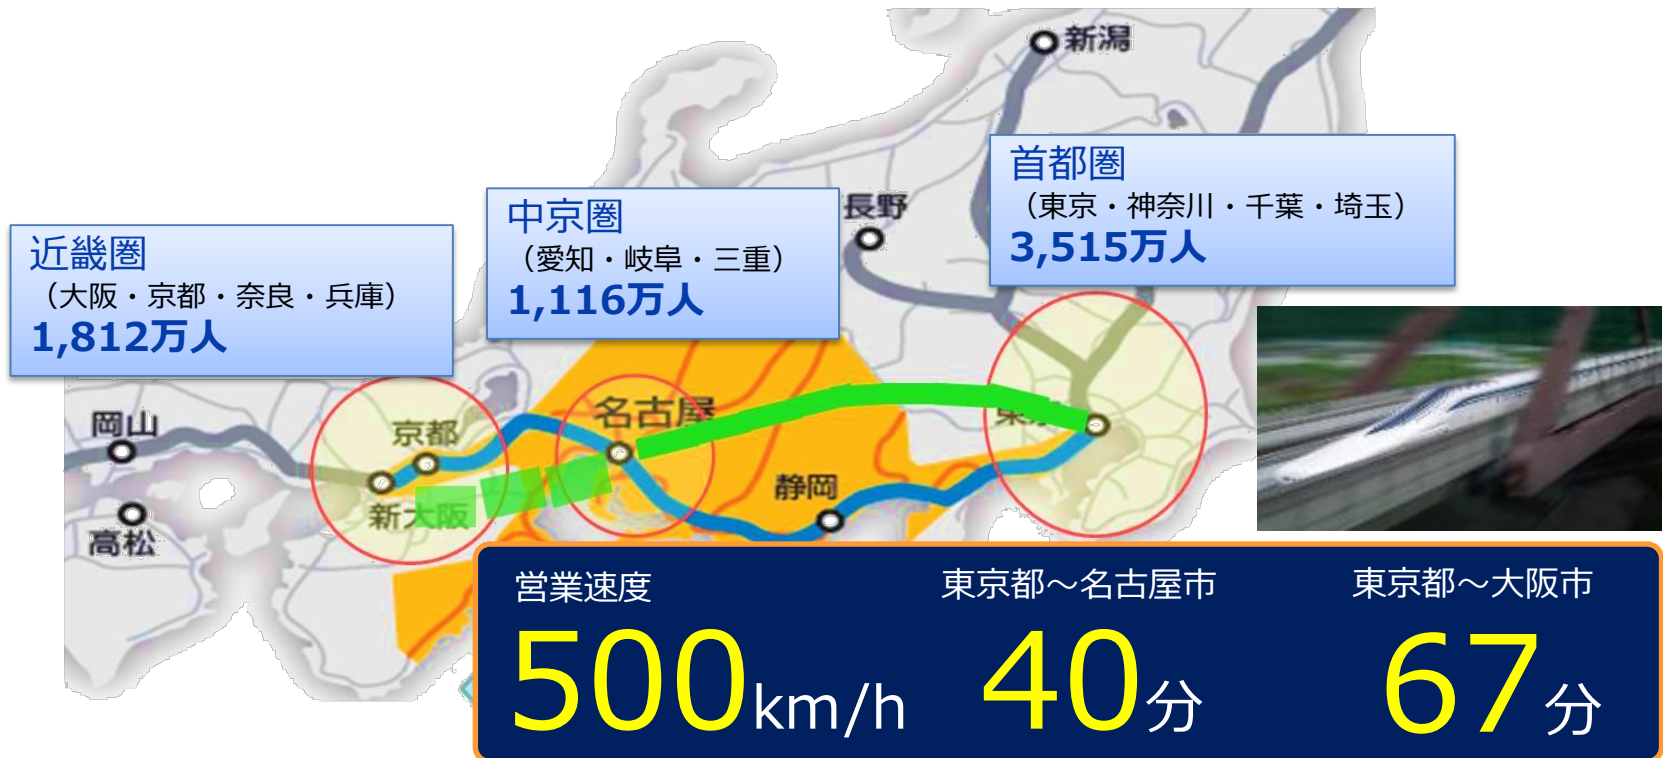 新潟
首都圏
（東京・神奈川・千葉・埼玉）
3,515万人
中京圏
（愛知・岐阜・三重）
1,116万人
長野
近畿圏
（大阪・京都・奈良・兵庫）
1,812万人
岡山
京都
名古屋
静岡
新大阪
高松
営業速度
500km/h
東京都～名古屋市
40分
東京都～大阪市
67分